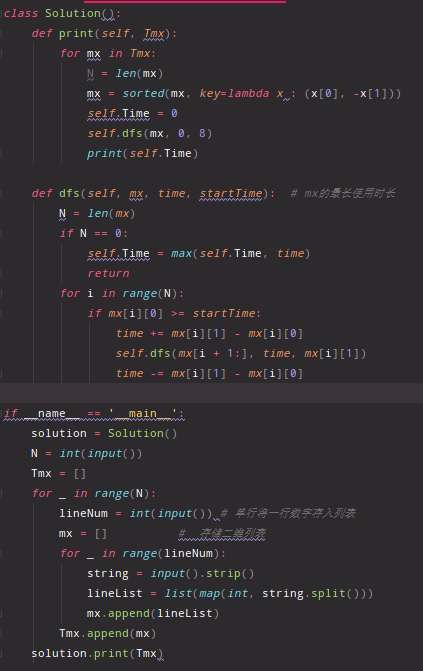 class Solution():
    def print(self, Tmx):
        for mx in Tmx:
            N = len(mx)
            mx = sorted(mx, key=lambda x : (x[0], -x[1]))
            self.Time = 0
            self.dfs(mx, 0, 8)
            print(self.Time)

    def dfs(self, mx, time, startTime):  # mx的最长使用时长
        N = len(mx)
        if N == 0:
            self.Time = max(self.Time, time)
            return
        for i in range(N):
            if mx[i][0] >= startTime:
                time += mx[i][1] - mx[i][0]
                self.dfs(mx[i + 1:], time, mx[i][1])
                time -= mx[i][1] - mx[i][0]

if __name__ == '__main__':
    solution = Solution()
    N = int(input())
    Tmx = []
    for _ in range(N):
        lineNum = int(input()) # 单行将一行数字存入列表
        mx = []         #  存储二维列表
        for _ in range(lineNum):
            string = input().strip()
            lineList = list(map(int, string.split()))
            mx.append(lineList)
        Tmx.append(mx)
    solution.print(Tmx)